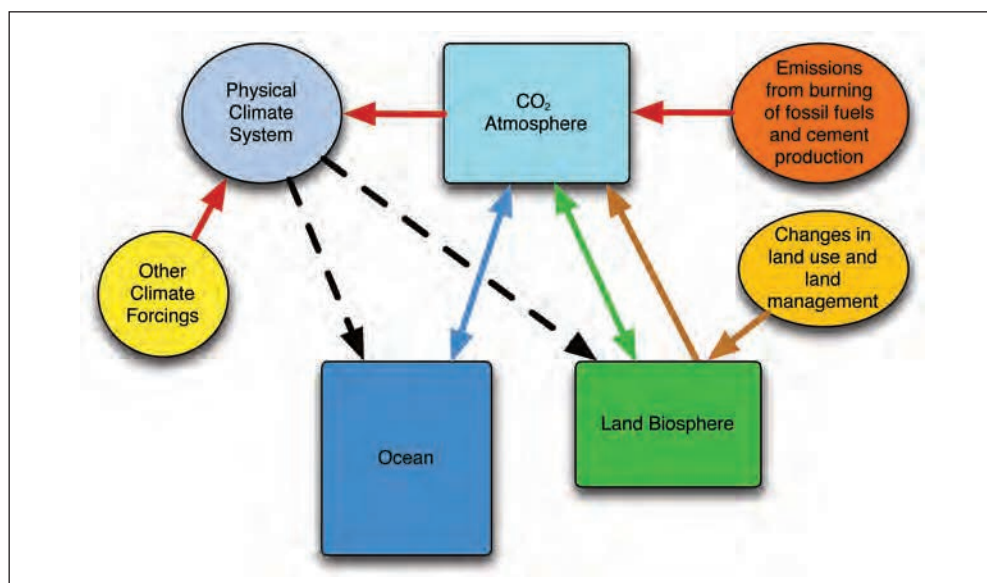 Physical
Climate
System
CO₂
Atmosphere
Emissions
from burning
of fossil fuels
and cement
production
Other
Climate
Forcings
Changes in
land use and
land
management
Ocean
Land Biosphere